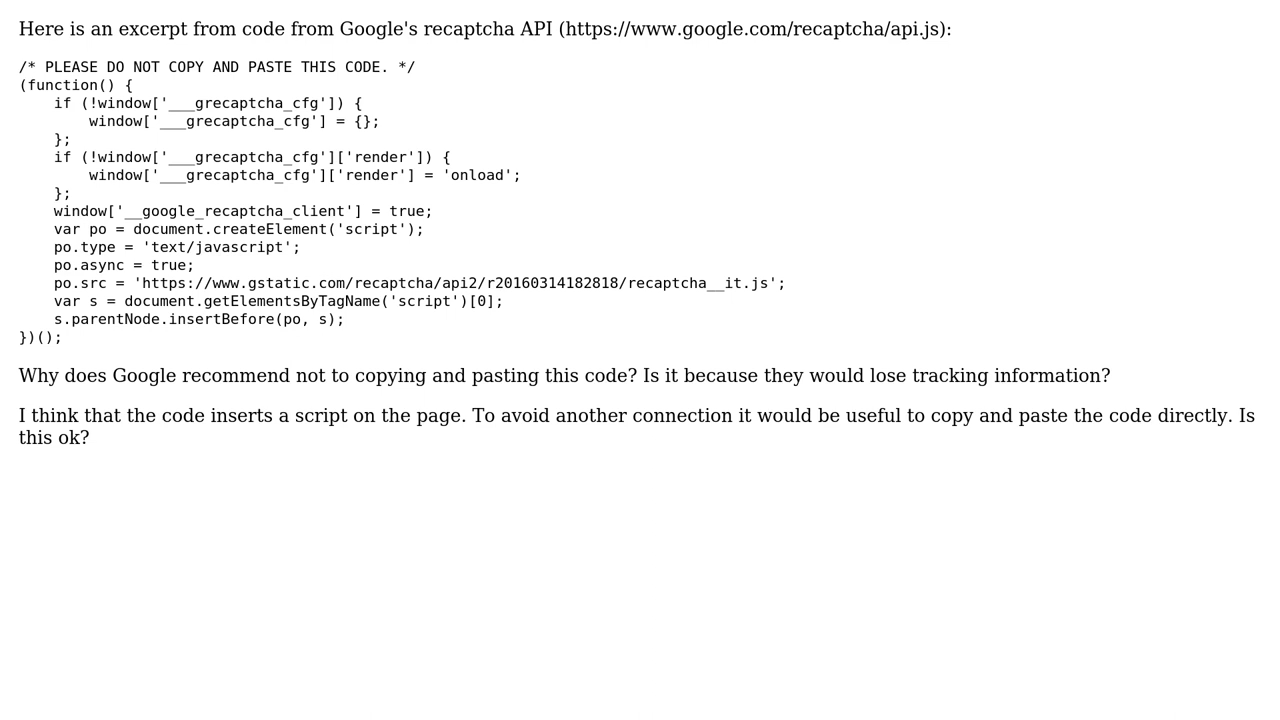 Here is an excerpt from code from Google's recaptcha API (https://www.google.com/recaptcha/api.js):
/* PLEASE DO NOT COPY AND PASTE THIS CODE. */
(function() {
    if (!window['___grecaptcha_cfg']) {
        window['___grecaptcha_cfg'] = {};
    };
    if (!window['___grecaptcha_cfg']['render']) {
        window['___grecaptcha_cfg']['render'] = 'onload';
    };
    window['__google_recaptcha_client'] = true;
    var po = document.createElement('script');
    po.type = 'text/javascript';
    po.async = true;
    po.src = 'https://www.gstatic.com/recaptcha/api2/r20160314182818/recaptcha__it.js';
    var s = document.getElementsByTagName('script')[0];
    s.parentNode.insertBefore(po, s);
})();
Why does Google recommend not to copying and pasting this code? Is it because they would lose tracking information?
I think that the code inserts a script on the page. To avoid another connection it would be useful to copy and paste the code directly. Is
this ok?